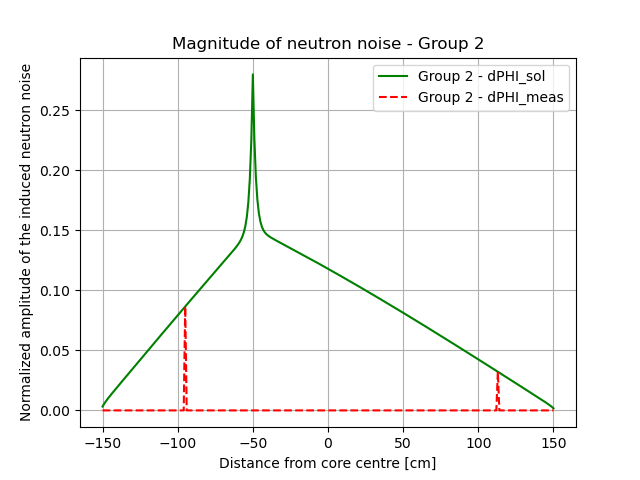 Magnitude of neutron noise - Group 2
Normalized amplitude of the induced neutron noise
Group 2 - dPHI_sol
Group 2 - dPHI_meas
0.25
0.20
0.15
0.10
0.05
0.00
−150 −100 −50 0 50 100 150
Distance from core centre [cm]